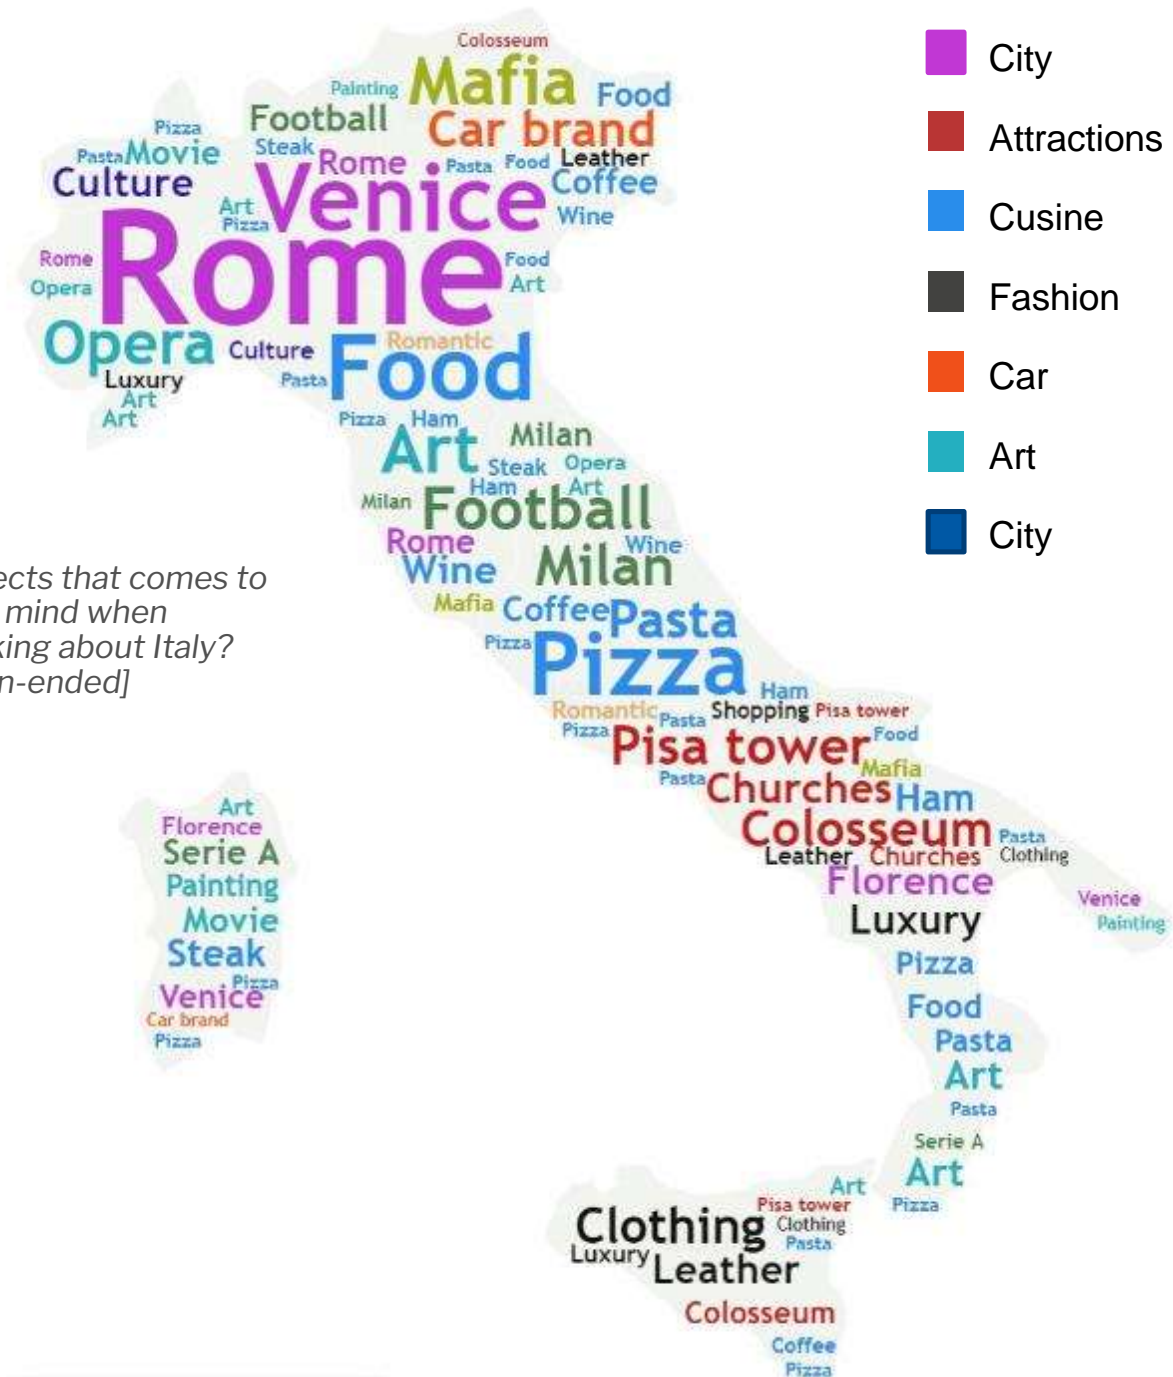 Colosseum
Mafia
Painting
Food
Football
Car brand
Pizza
Steak
Pasta
Movie
Rome
Pasta
Food
Leather
Culture
Venice
Coffee
Art
Pizza
Wine
Rome
Rome
Food
Opera
Art
Opera
Culture
Romantic
Food
Luxury
Pasta
Art
Art
Pizza
Ham
Art
Milan
Steak
Opera
Ham
Art
Milan
Football
Rome
Wine
Wine
Milan
Mafia
Coffee
Pasta
Pizza
Pizza
Ham
Romantic
Pasta
Shopping
Pisa tower
Pizza
Pisa tower
Food
Mafia
Pasta
Churches
Ham
Colosseum
Pasta
Leather
Churches
Clothing
Florence
Venice
Luxury
Painting
Pizza
Food
Pasta
Art
Pasta
Serie A
Art
Pizza
Art
Pisa tower
Clothing
Clothing
Pasta
Luxury
Leather
Colosseum
Coffee
Pizza
Art
Florence
Serie A
Painting
Movie
Steak
Pizza
Venice
Car brand
Pizza
ects that comes to
mind when
king about Italy?
n-ended]
City
Attractions
Cusine
Fashion
Car
Art
City